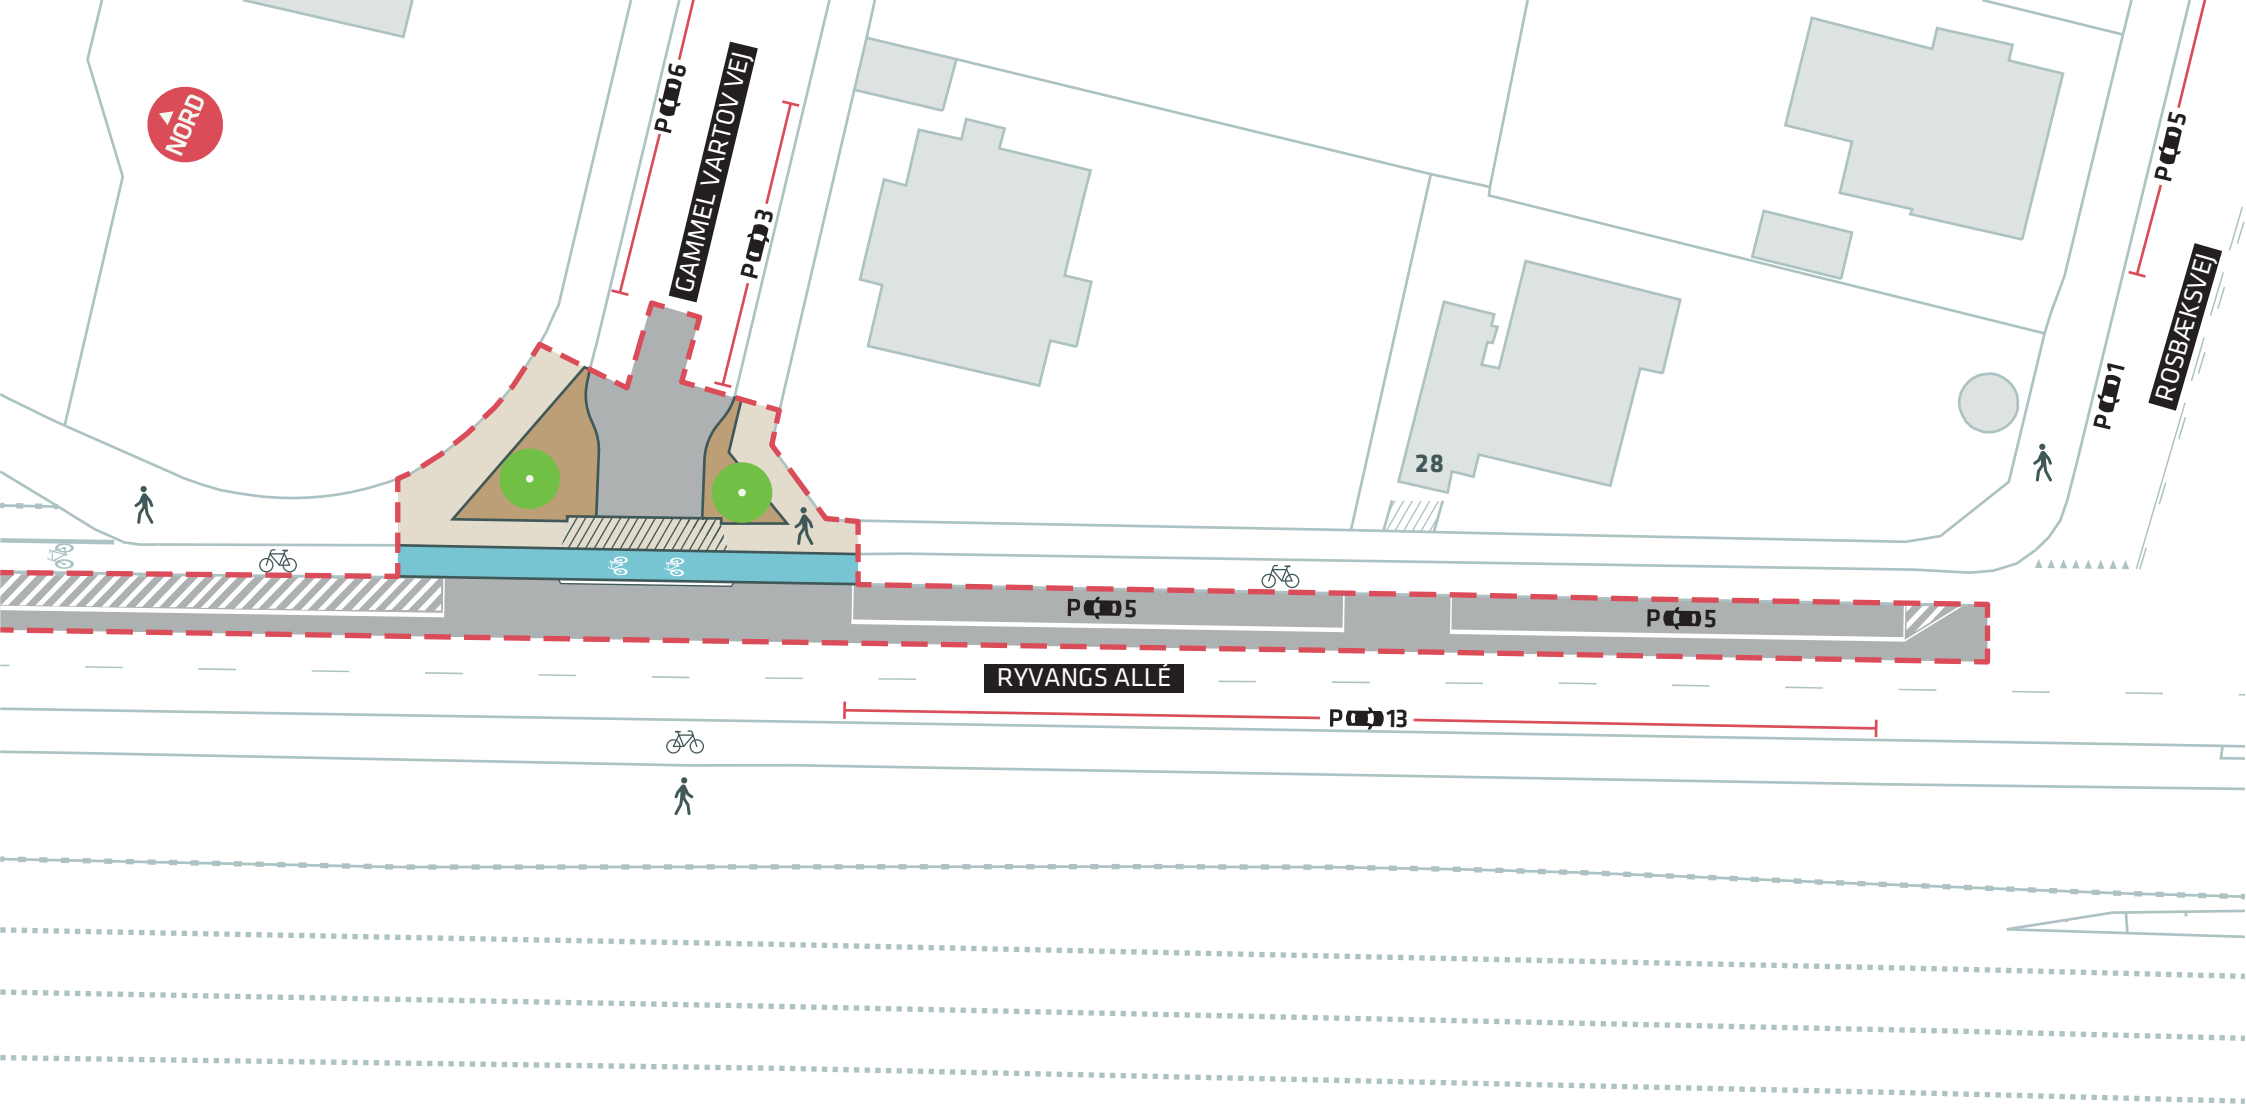 NORD
P 6
GAMMEL VARTOV VEJ
P 3
P 5
ROSBÆKSVEJ
P 1
28
P 5
P 5
RYVANGS ALLÉ
P 13